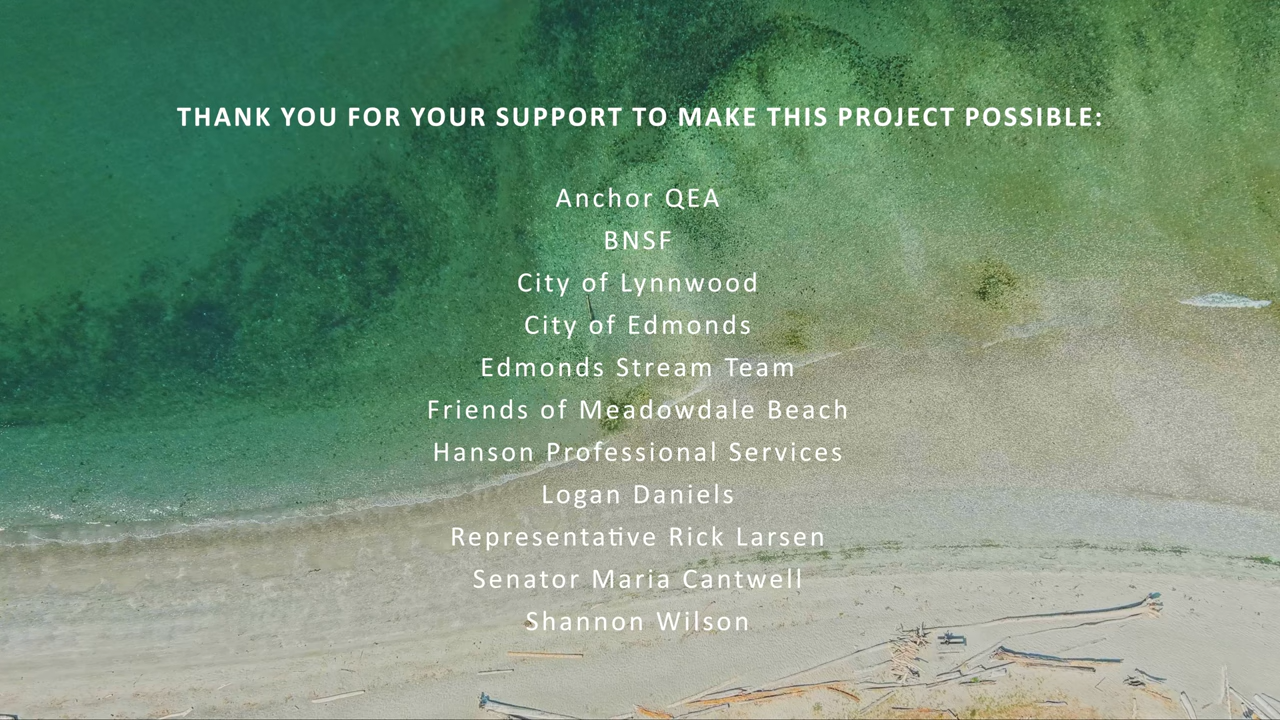 THANK YOU FOR YOUR SUPPORT TO MAKE THIS PROJECT POSSIBLE:
Anchor QEA
BNSF
City of Lynnwood
City of Edmonds
Edmonds Stream Team
Friends of Meadowdale Beach
Hanson Professional Services
Logan Daniels
Representative Rick Larsen
Senator Maria Cantwell
Shannon Wilson